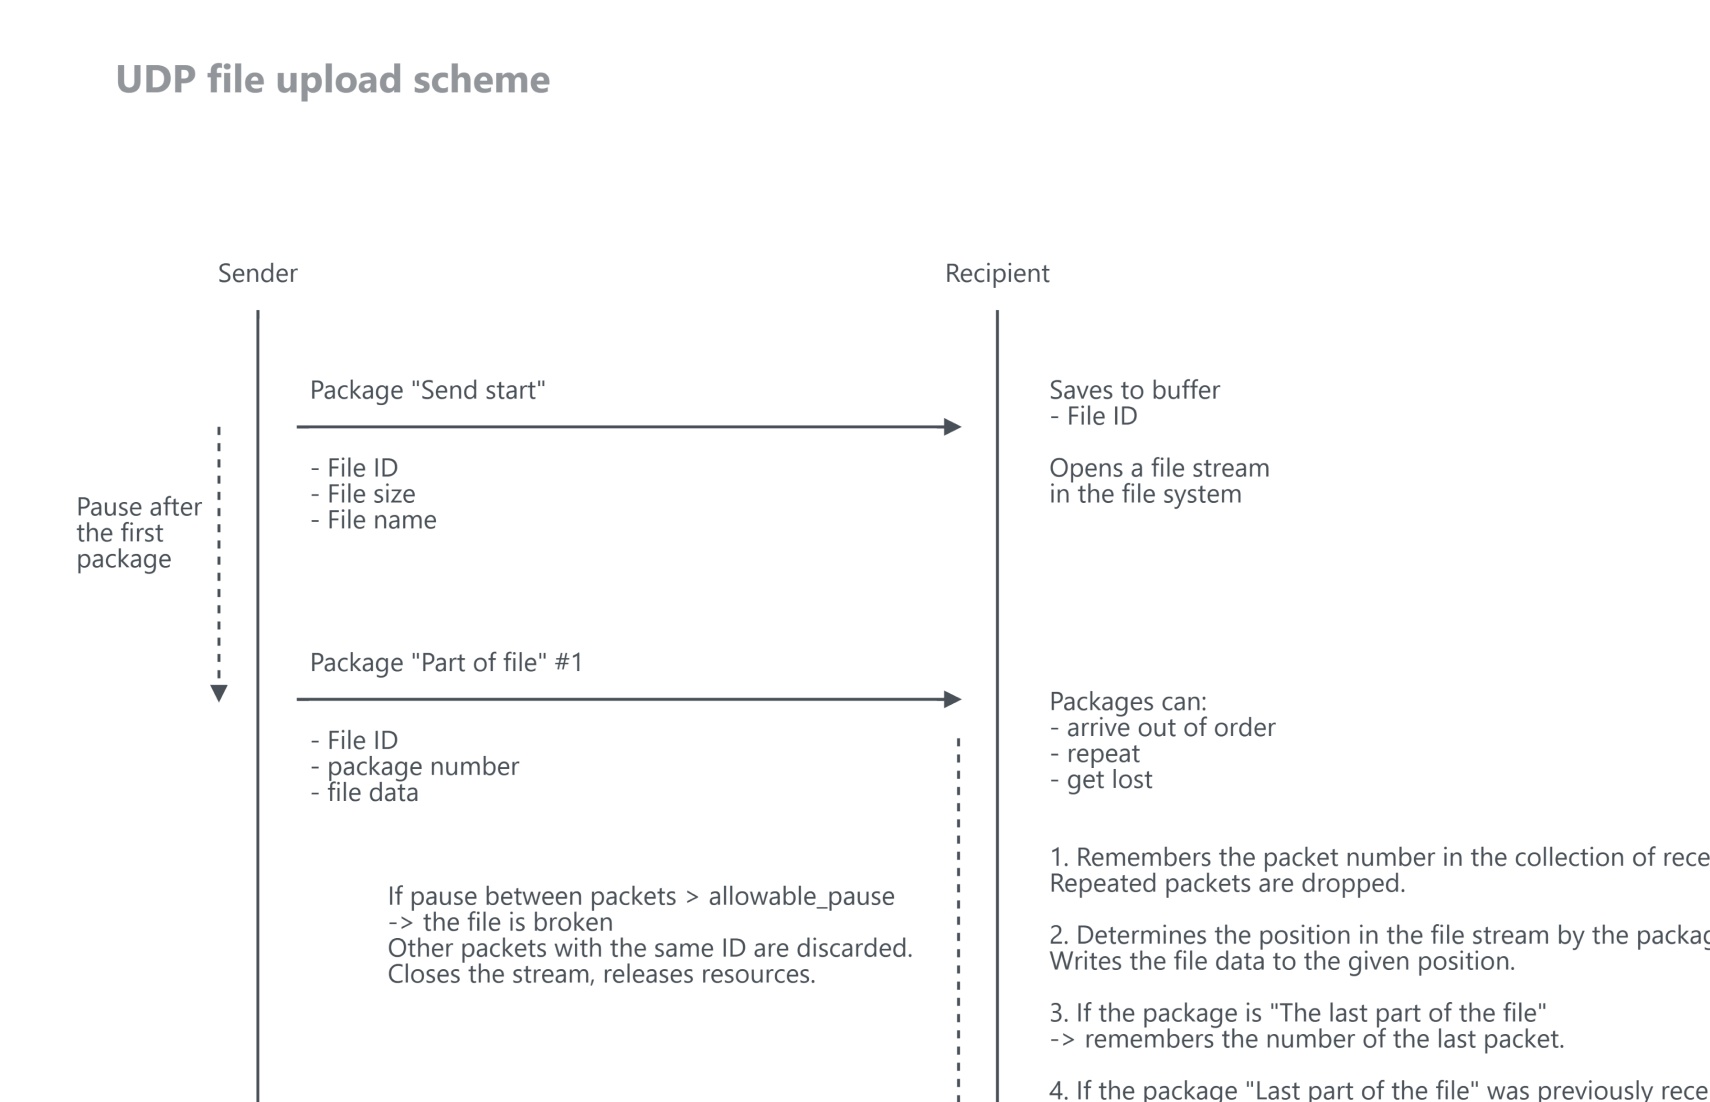 UDP file upload scheme
Sender
Recipient
Package "Send start"
- File ID
- File size
- File name
Saves to buffer
- File ID
Opens a file stream
in the file system
Pause after
the first
package
Package "Part of file" #1
- File ID
- package number
- file data
Packages can:
- arrive out of order
- repeat
- get lost
If pause between packets > allowable_pause
-> the file is broken
Other packets with the same ID are discarded.
Closes the stream, releases resources.
1. Remembers the packet number in the collection of
Repeated packets are dropped.
2. Determines the position in the file stream by the
Writes the file data to the given position.
3. If the package is "The last part of the file"
-> remembers the number of the last packet.
4. If the package "Last part of the file" was previously